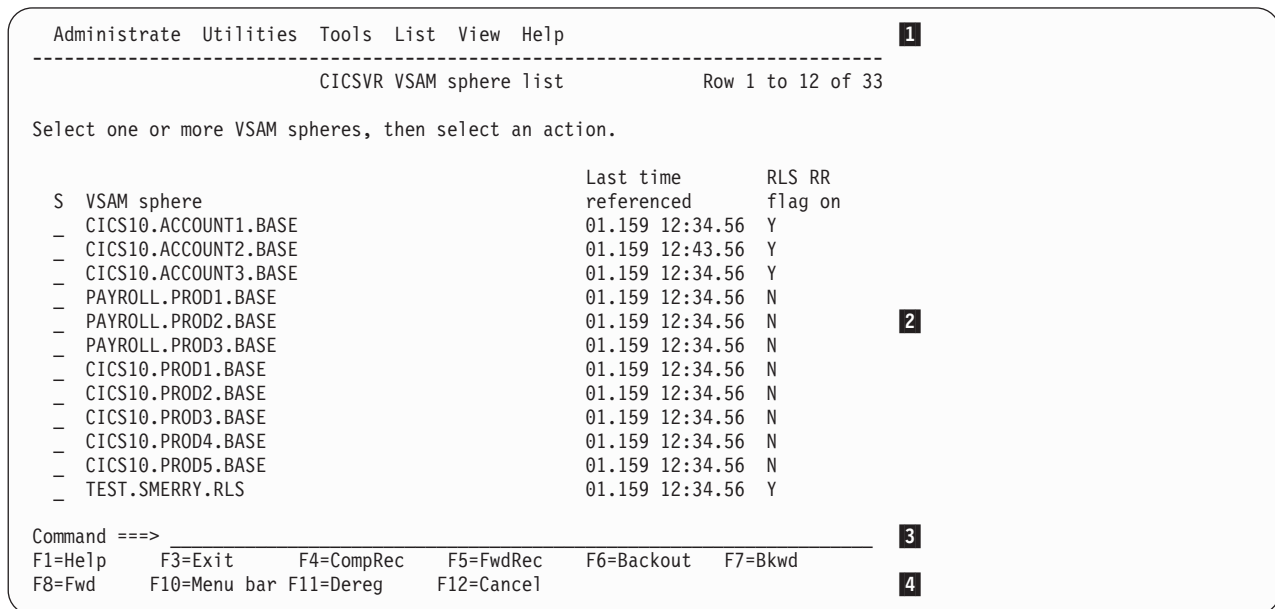 Administrate Utilities Tools List View Help 1
--------------------------------------------------------------------------------
CICSVR VSAM sphere list Row 1 to 12 of 33
Select one or more VSAM spheres, then select an action.
Last time RLS RR
S VSAM sphere referenced flag on
_ CICS10.ACCOUNT1.BASE 01.159 12:34.56 Y
_ CICS10.ACCOUNT2.BASE 01.159 12:43.56 Y
_ CICS10.ACCOUNT3.BASE 01.159 12:34.56 Y
_ PAYROLL.PROD1.BASE 01.159 12:34.56 N
_ PAYROLL.PROD2.BASE 01.159 12:34.56 N 2
_ PAYROLL.PROD3.BASE 01.159 12:34.56 N
_ CICS10.PROD1.BASE 01.159 12:34.56 N
_ CICS10.PROD2.BASE 01.159 12:34.56 N
_ CICS10.PROD3.BASE 01.159 12:34.56 N
_ CICS10.PROD4.BASE 01.159 12:34.56 N
_ CICS10.PROD5.BASE 01.159 12:34.56 N
_ TEST.SMERRY.RLS 01.159 12:34.56 Y
Command ===> __________________________________________________________________ 3
F1=Help F3=Exit F4=CompRec F5=FwdRec F6=Backout F7=Bkwd
F8=Fwd F10=Menu bar F11=Dereg F12=Cancel 4